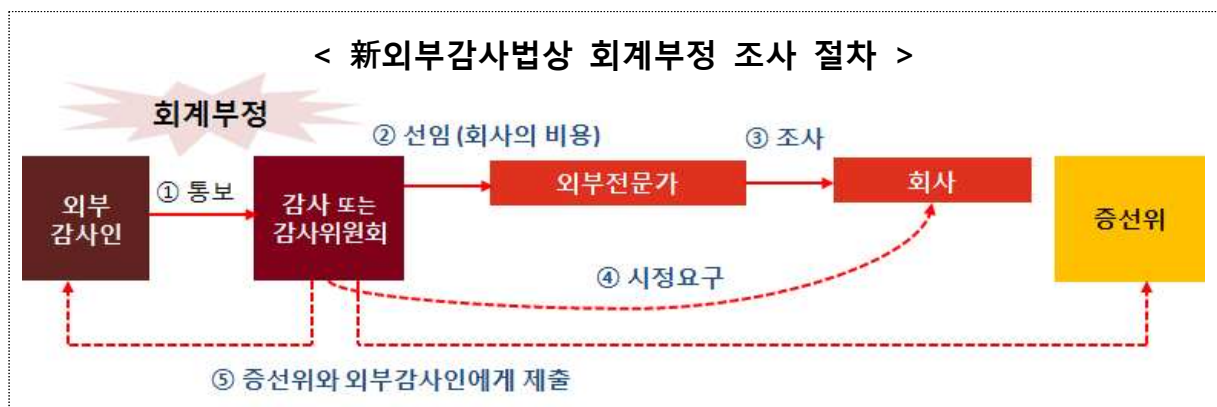 < 新외부감사법상 회계부정 조사 절차 >
회계부정
② 선임 (회사의 비용)
③ 조사
외부
감사인
① 통보
감사 또는
감사위원회
외부전문가
회사
증선위
④ 시정요구
⑤ 증선위와 외부감사인에게 제출